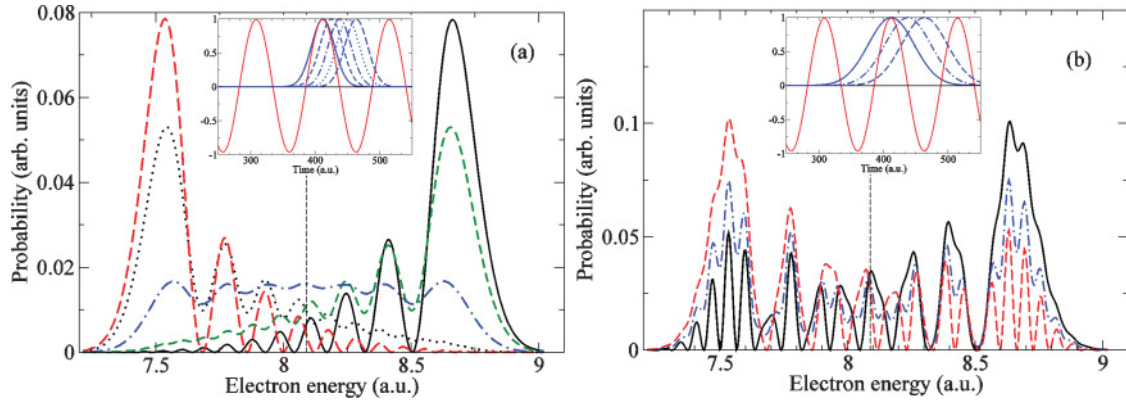 0.08
0.06
0.04
0.02
0
Probability (arb. units)
7.5 8 8.5 9
Electron energy (a.u.)
1
0.5
0
-0.5
-1
300 400 500
Time (a.u.)
(a)
0.1
0.05
0
Probability (arb. units)
7.5 8 8.5 9
Electron energy (a.u.)
1
0.5
0
-0.5
-1
300 400 500
Time (a.u.)
(b)